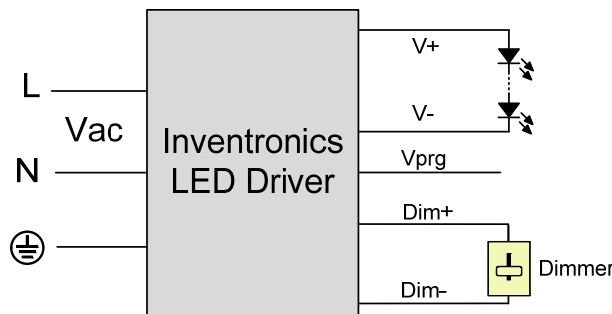 L
Vac
N
Inventronics
LED Driver
V+
V-
Vprg
Dim+
Dim-
Dimmer